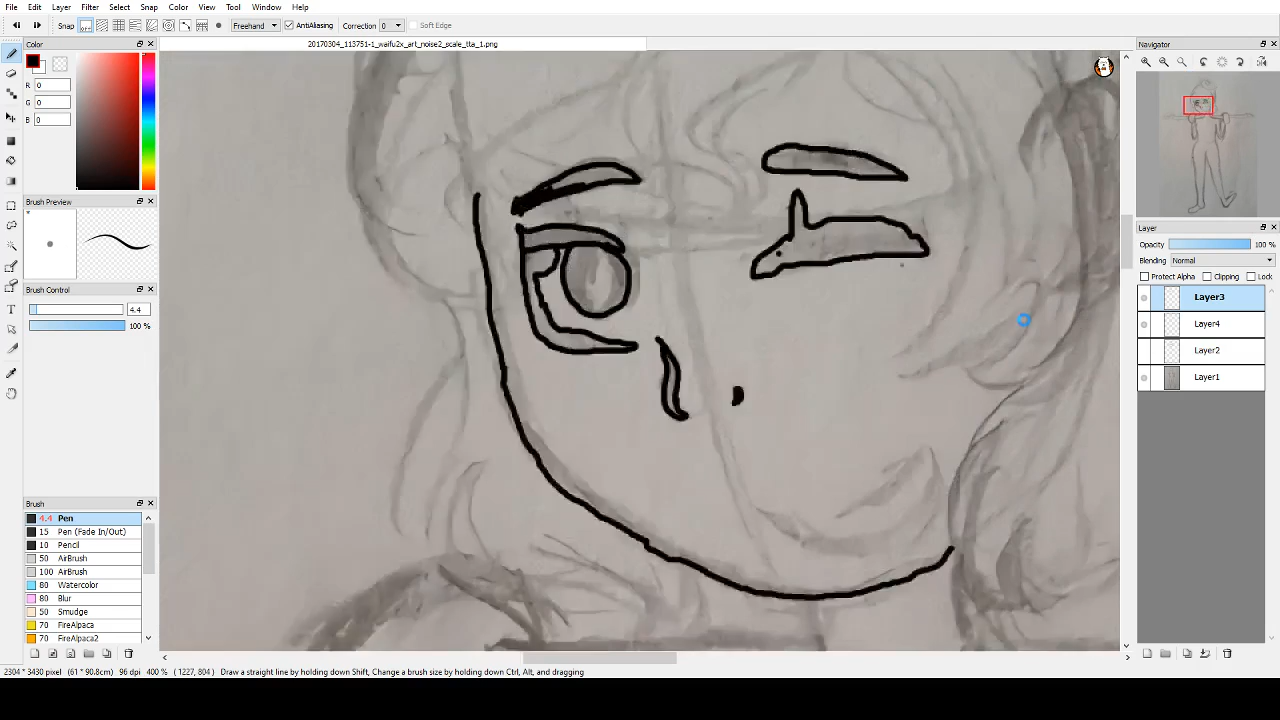 File Edit Layer Filter Select Snap Color View Tool Window Help
Snap OFF Freehand AntiAliasing Correction 0 Soft Edge
20170304_113751-1_waifu2x_art_noise2_scale_tta_1.png
Color
R 0
G 0
B 0
Brush Preview
*
Brush Control
4.4
100 %
Brush
4.4 Pen
15 Pen (Fade In/Out)
10 Pencil
50 AirBrush
100 AirBrush
80 Watercolor
80 Blur
50 Smudge
70 FireAlpaca
70 FireAlpaca2
Navigator
Layer
Opacity 100 %
Blending Normal
Protect Alpha Clipping Lock
Layer3
Layer4
Layer2
Layer1
2304 * 3430 pixel (61 * 90.8cm) 96 dpi 400 % ( 1227, 804 ) Draw a straight line by holding down Shift, Change a brush size by holding down Ctrl, Alt, and dragging